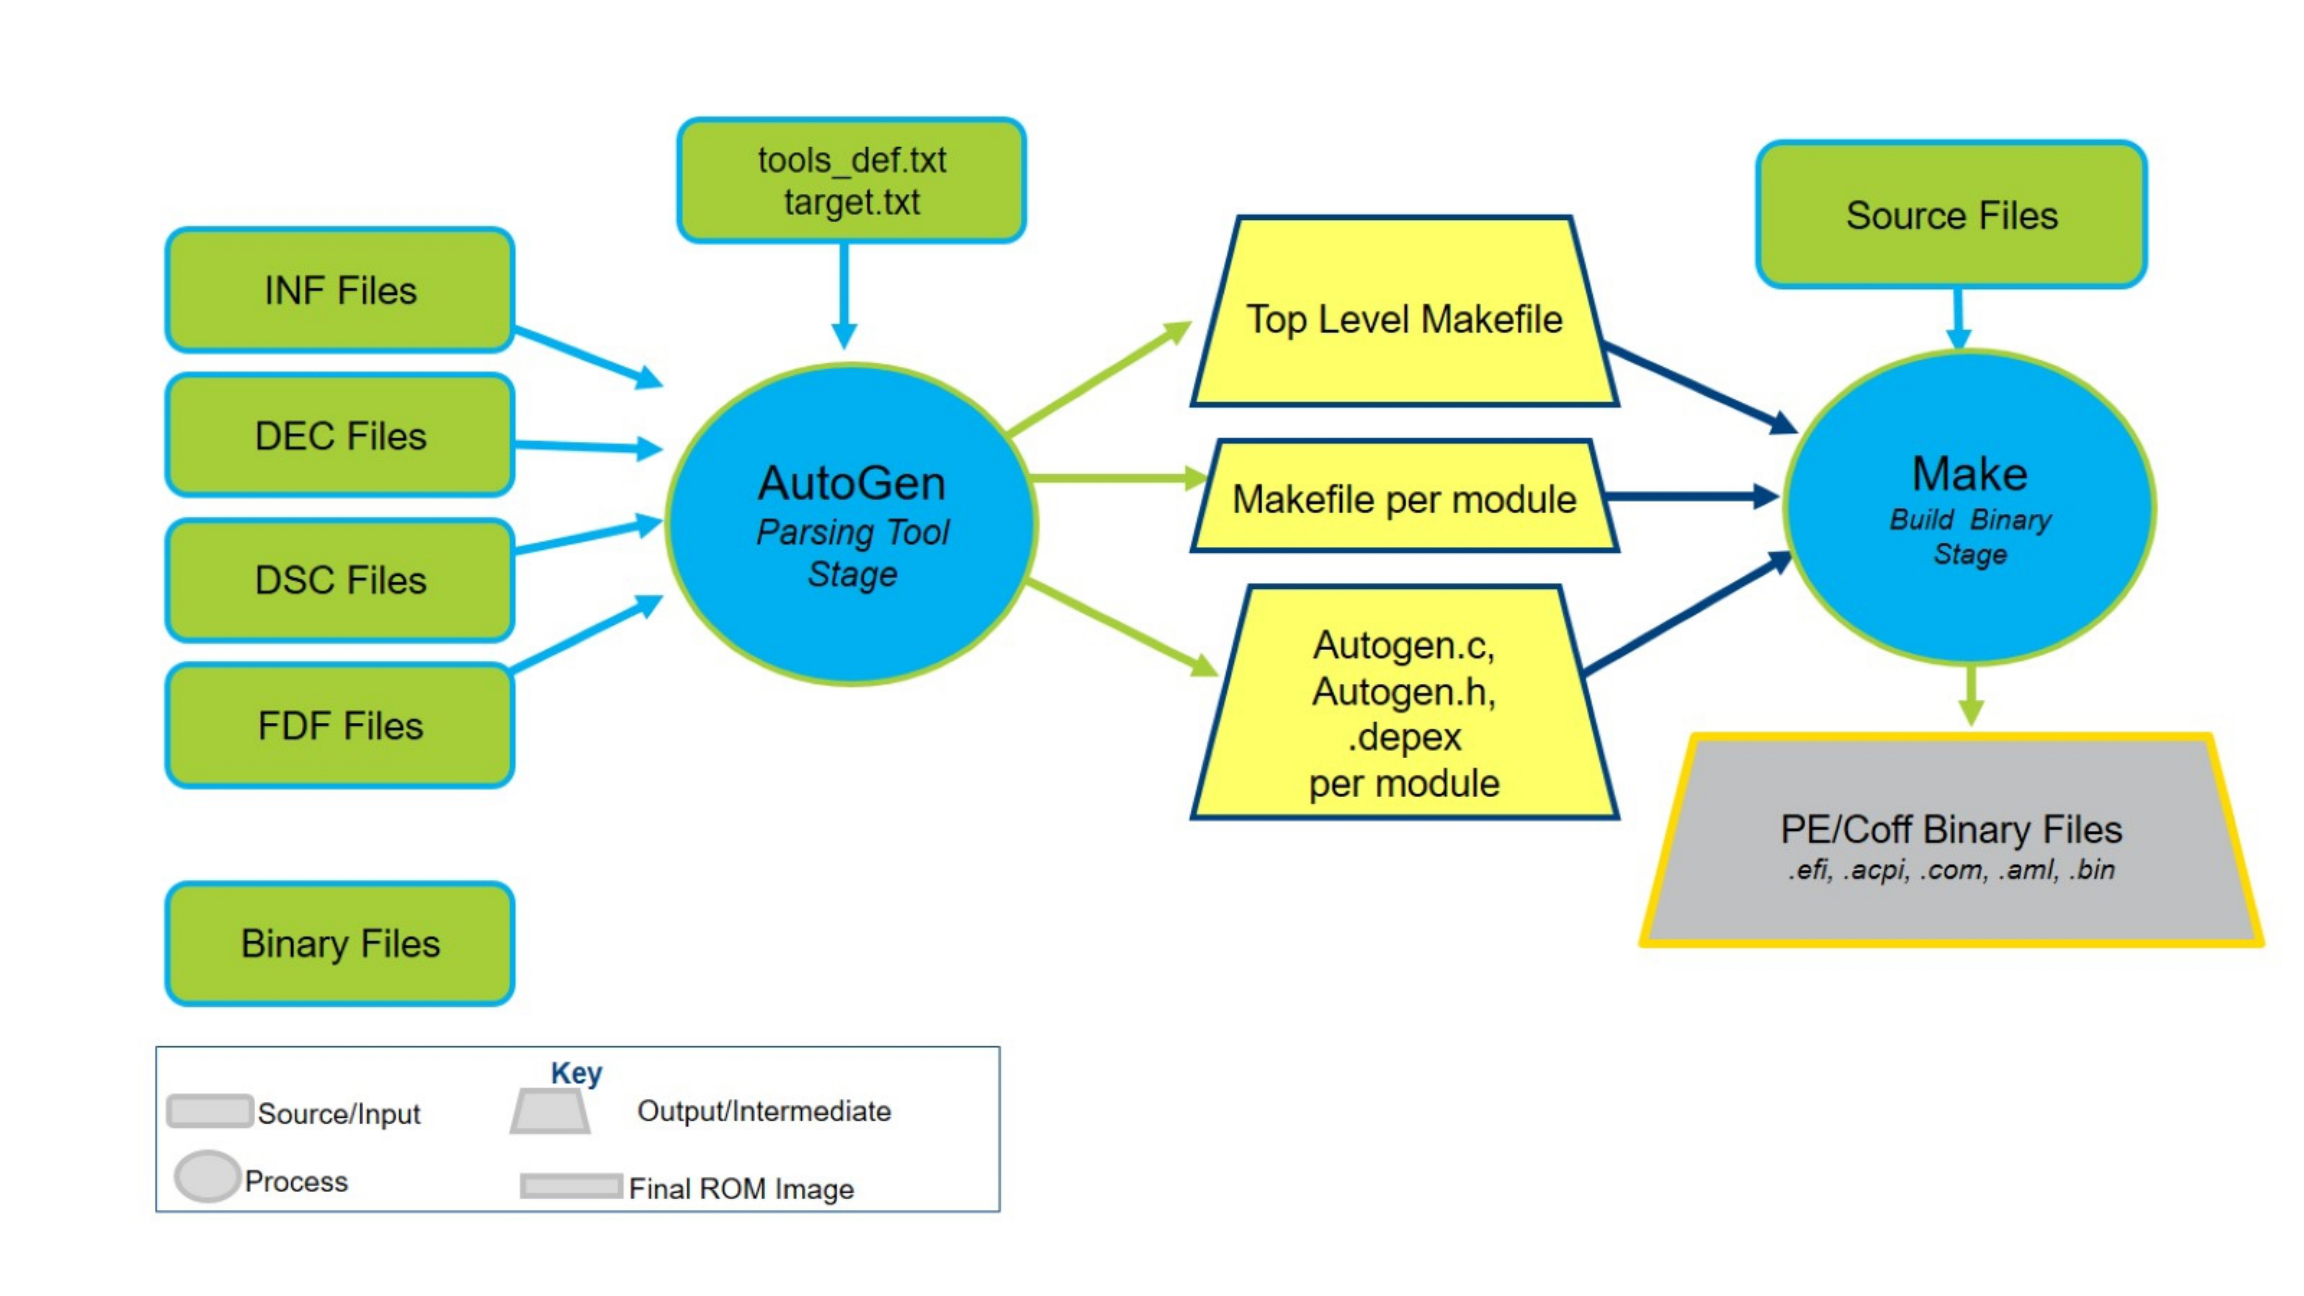 tools_def.txt
target.txt
INF Files
DEC Files
DSC Files
FDF Files
Binary Files
AutoGen
Parsing Tool
Stage
Top Level Makefile
Makefile per module
Autogen.c,
Autogen.h,
.depex
per module
Source Files
Make
Build Binary
Stage
PE/Coff Binary Files
.efi, .acpi, .com, .aml, .bin
Key
Source/Input
Output/Intermediate
Process
Final ROM Image